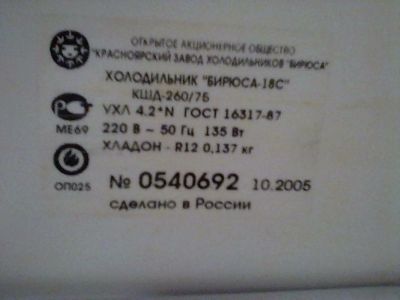 ОТКРЫТОЕ АКЦИОНЕРНОЕ ОБЩЕСТВО
"КРАСНОЯРСКИЙ ЗАВОД ХОЛОДИЛЬНИКОВ "БИРЮСА"
ХОЛОДИЛЬНИК "БИРЮСА-18С"
КШД-260/75
УХЛ 4.2*N ГОСТ 16317-87
МЕ69
220 В ~ 50 Гц 135 Вт
ХЛАДОН - R12 0,137 кг
ОП025
№ 0540692 10.2005
сделано в России